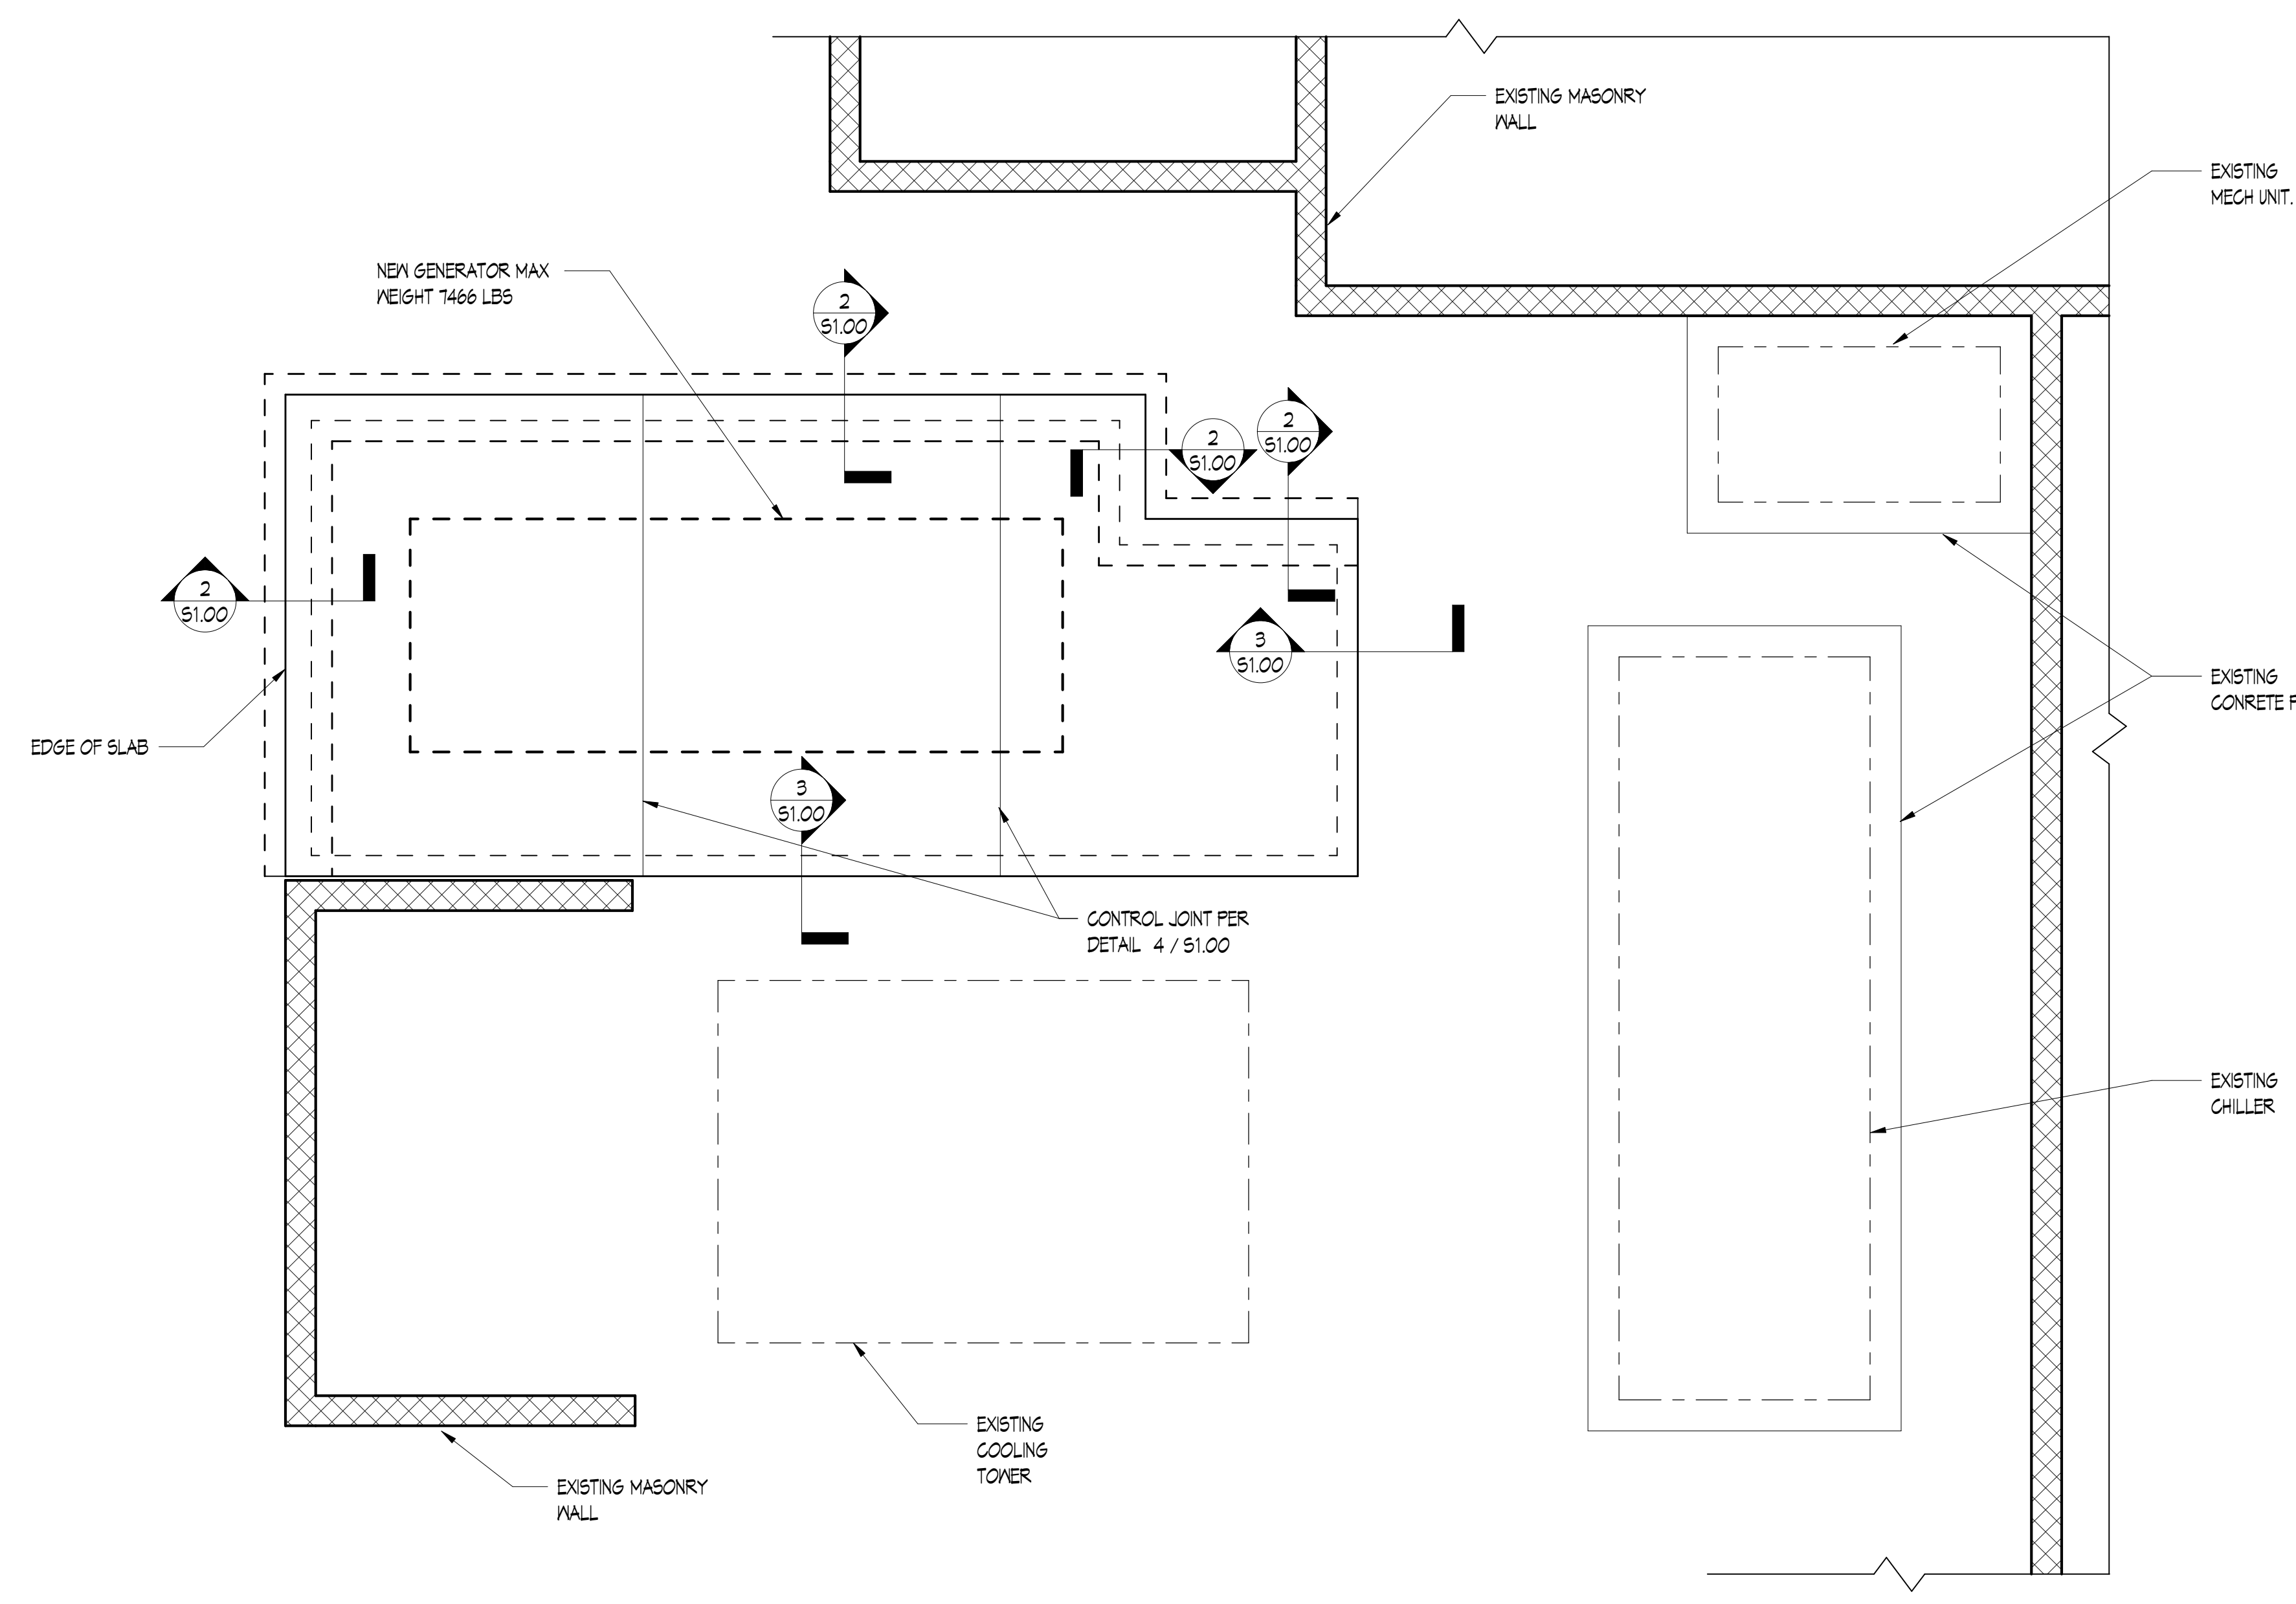 EXISTING MASONRY
WALL
EXISTING
MECH UNIT.
NEW GENERATOR MAX
WEIGHT 7466 LBS
2
S1.00
2
S1.00
2
S1.00
2
S1.00
3
S1.00
EXISTING
CONRETE
EDGE OF SLAB
3
S1.00
CONTROL JOINT PER
DETAIL 4 / S1.00
EXISTING
CHILLER
EXISTING
COOLING
TOWER
EXISTING MASONRY
WALL